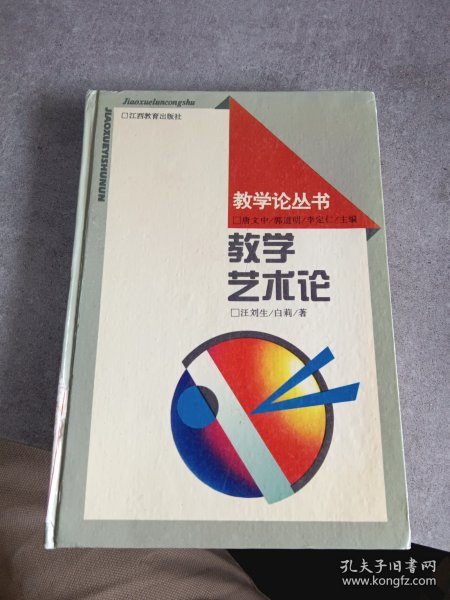 Jiaoxueluncongshu
JIAOXUEYISHULUN
□江西教育出版社
教学论丛书
□唐文中/郭道明/李定仁/主编
教学
艺术论
□汪刘生/白莉/著
孔夫子旧书网
www.kongfz.com